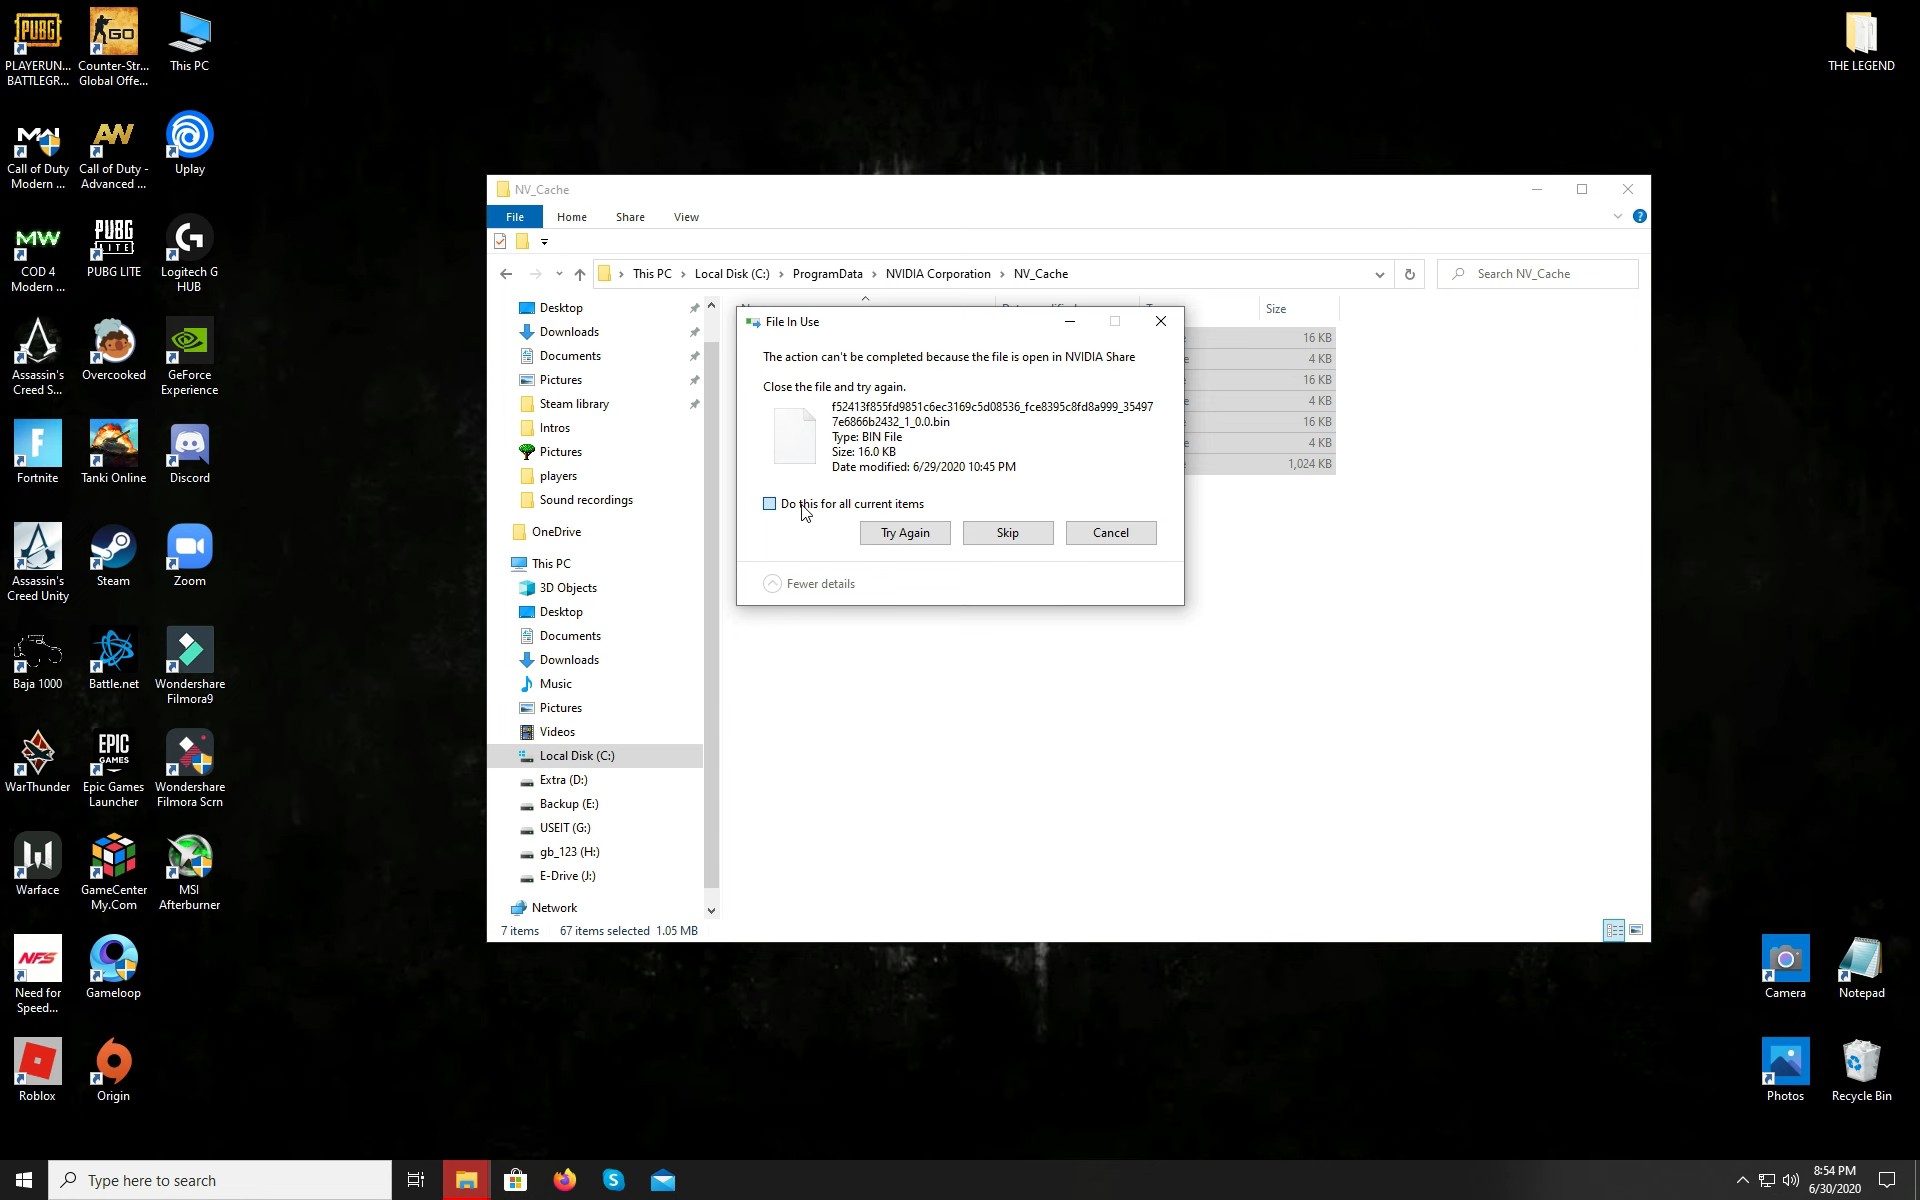 PLAYERUN...
BATTLEGR...
Counter-Str...
Global Offe...
This PC
THE LEGEND
Call of Duty
Modern ...
Call of Duty -
Advanced ...
Uplay
COD 4
Modern ...
PUBG LITE
Logitech G
HUB
Assassin's
Creed S...
Overcooked
GeForce
Experience
Fortnite
Tanki Online
Discord
Assassin's
Creed Unity
Steam
Zoom
Baja 1000
Battle.net
Wondershare
Filmora9
WarThunder
EPIC
GAMES
Epic Games
Launcher
Wondershare
Filmora Scrn
Warface
GameCenter
My.Com
MSI
Afterburner
NFS
Need for
Speed...
Gameloop
Roblox
Origin
PUBG
GO
MW
AW
MW
PUBG
LITE
NV_Cache
File
Home
Share
View
This PC
Local Disk (C:)
ProgramData
NVIDIA Corporation
NV_Cache
Search NV_Cache
Desktop
Downloads
Documents
Pictures
Steam library
Intros
Pictures
players
Sound recordings
OneDrive
This PC
3D Objects
Desktop
Documents
Downloads
Music
Pictures
Videos
Local Disk (C:)
Extra (D:)
Backup (E:)
USEIT (G:)
gb_123 (H:)
E-Drive (J:)
Network
Size
16 KB
4 KB
16 KB
4 KB
16 KB
4 KB
1,024 KB
File In Use
The action can't be completed because the file is open in NVIDIA Share
Close the file and try again.
f52413f855fd9851c6ec3169c5d08536_fce8395c8fd8a999_35497
7e6866b2432_1_0.0.bin
Type: BIN File
Size: 16.0 KB
Date modified: 6/29/2020 10:45 PM
Do this for all current items
Try Again
Skip
Cancel
Fewer details
7 items
67 items selected 1.05 MB
Camera
Notepad
Photos
Recycle Bin
Type here to search
8:54 PM
6/30/2020